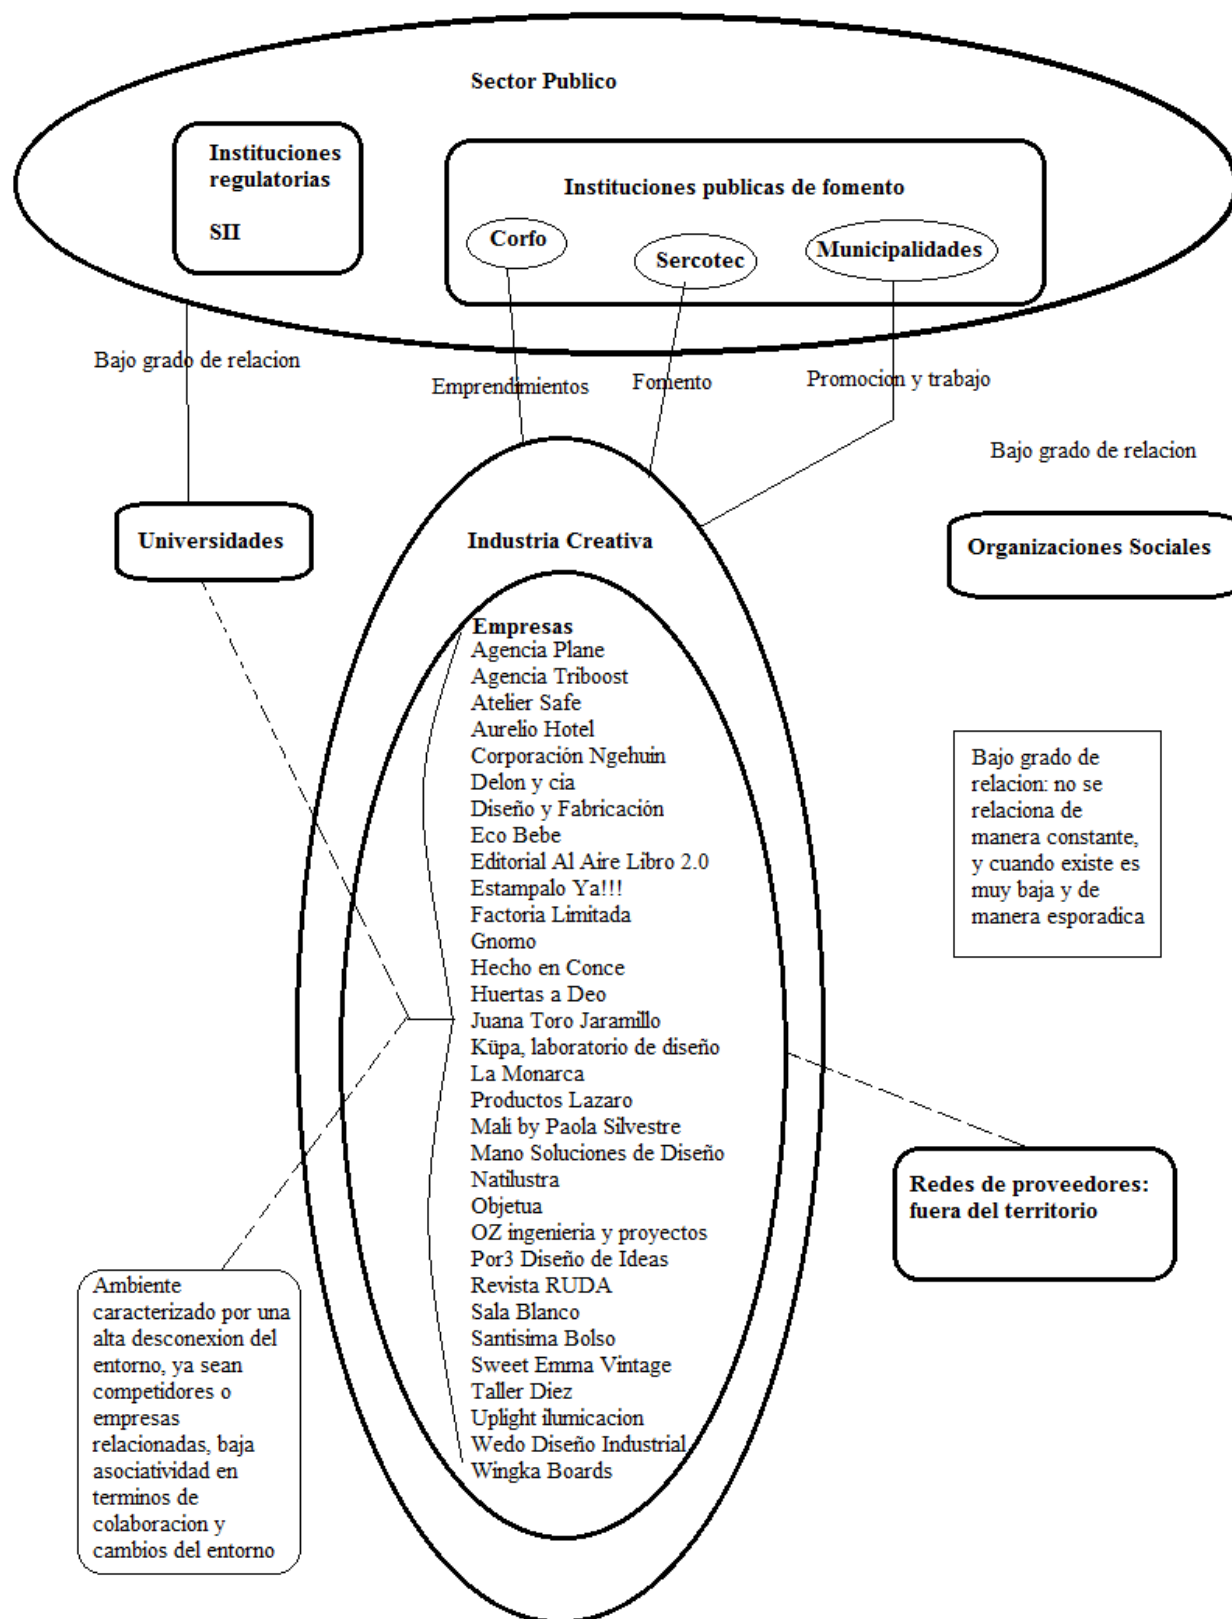 Sector Publico
Instituciones
regulatorias
SII
Instituciones publicas de fomento
Corfo
Sercotec
Municipalidades
Bajo grado de relacion
Emprendimientos
Fomento
Promocion y trabajo
Bajo grado de relacion
Universidades
Industria Creativa
Organizaciones Sociales
Empresas
Agencia Plane
Agencia Triboost
Atelier Safe
Aurelio Hotel
Corporación Ngehuin
Delon y cia
Diseño y Fabricación
Eco Bebe
Editorial Al Aire Libro 2.0
Estampalo Ya!!!
Factoria Limitada
Gnomo
Hecho en Conce
Huertas a Deo
Juana Toro Jaramillo
Küpa, laboratorio de diseño
La Monarca
Productos Lazaro
Mali by Paola Silvestre
Mano Soluciones de Diseño
Natilustra
Objetua
OZ ingenieria y proyectos
Por3 Diseño de Ideas
Revista RUDA
Sala Blanco
Santisima Bolso
Sweet Emma Vintage
Taller Diez
Uplight ilumicacion
Wedo Diseño Industrial
Wingka Boards
Bajo grado de
relacion: no se
relaciona de
manera constante,
y cuando existe es
muy baja y de
manera esporadica
Redes de proveedores:
fuera del territorio
Ambiente
caracterizado por una
alta desconexion del
entorno, ya sean
competidores o
empresas
relacionadas, baja
asociatividad en
terminos de
colaboracion y
cambios del entorno